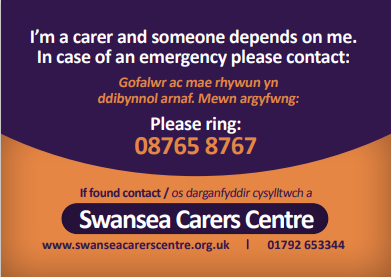 I'm a carer and someone depends on me.
In case of an emergency please contact:
Gofalwr ac mae rhywun yn
ddibynnol arnaf. Mewn argyfwng:
Please ring:
08765 8767
If found contact / os darganfyddir cysylltwch a
Swansea Carers Centre
www.swanseacarerscentre.org.uk | 01792 653344